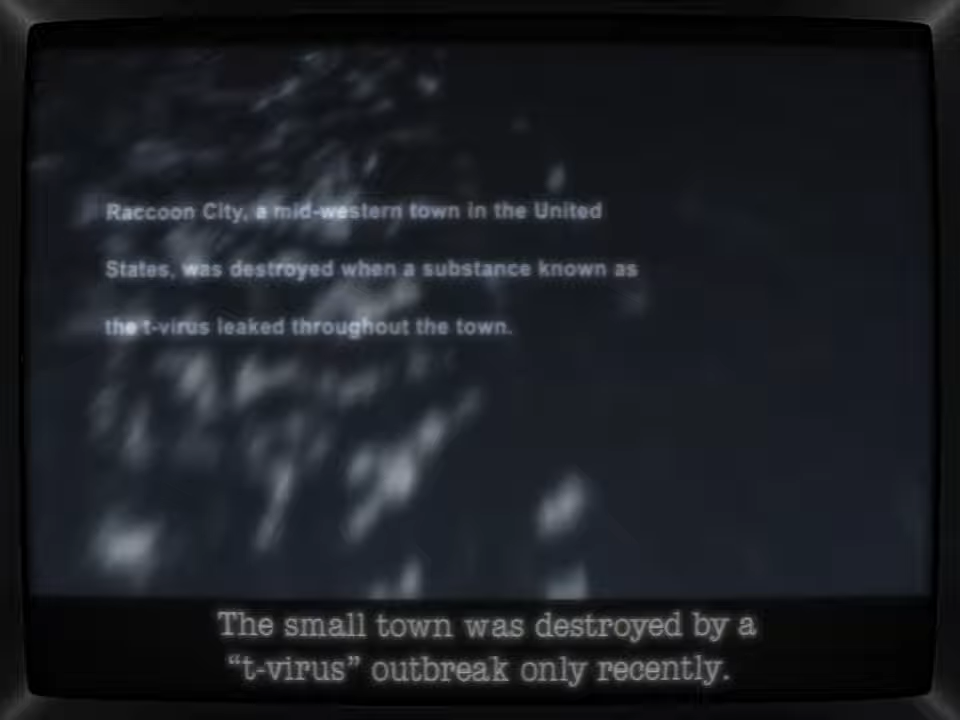 Raccoon City, a mid-western town in the United
States, was destroyed when a substance known as
the t-virus leaked throughout the town.
The small town was destroyed by a
“t-virus” outbreak only recently.